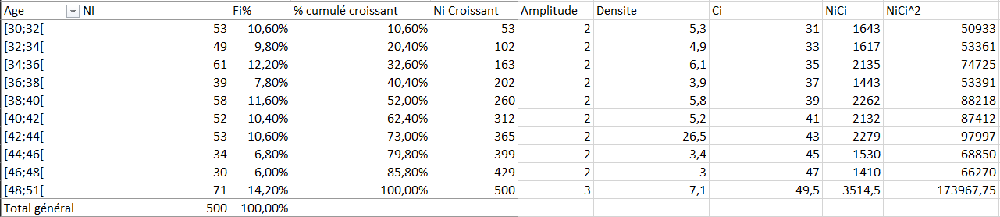 Age NI Fi% % cumulé croissant Ni Croissant Amplitude Densite Ci NiCi NiCi^2
[30;32[ 53 10,60% 10,60% 53 2 5,3 31 1643 50933
[32;34[ 49 9,80% 20,40% 102 2 4,9 33 1617 53361
[34;36[ 61 12,20% 32,60% 163 2 6,1 35 2135 74725
[36;38[ 39 7,80% 40,40% 202 2 3,9 37 1443 53391
[38;40[ 58 11,60% 52,00% 260 2 5,8 39 2262 88218
[40;42[ 52 10,40% 62,40% 312 2 5,2 41 2132 87412
[42;44[ 53 10,60% 73,00% 365 2 26,5 43 2279 97997
[44;46[ 34 6,80% 79,80% 399 2 3,4 45 1530 68850
[46;48[ 30 6,00% 85,80% 429 2 3 47 1410 66270
[48;51[ 71 14,20% 100,00% 500 3 7,1 49,5 3514,5 173967,75
Total général 500 100,00%